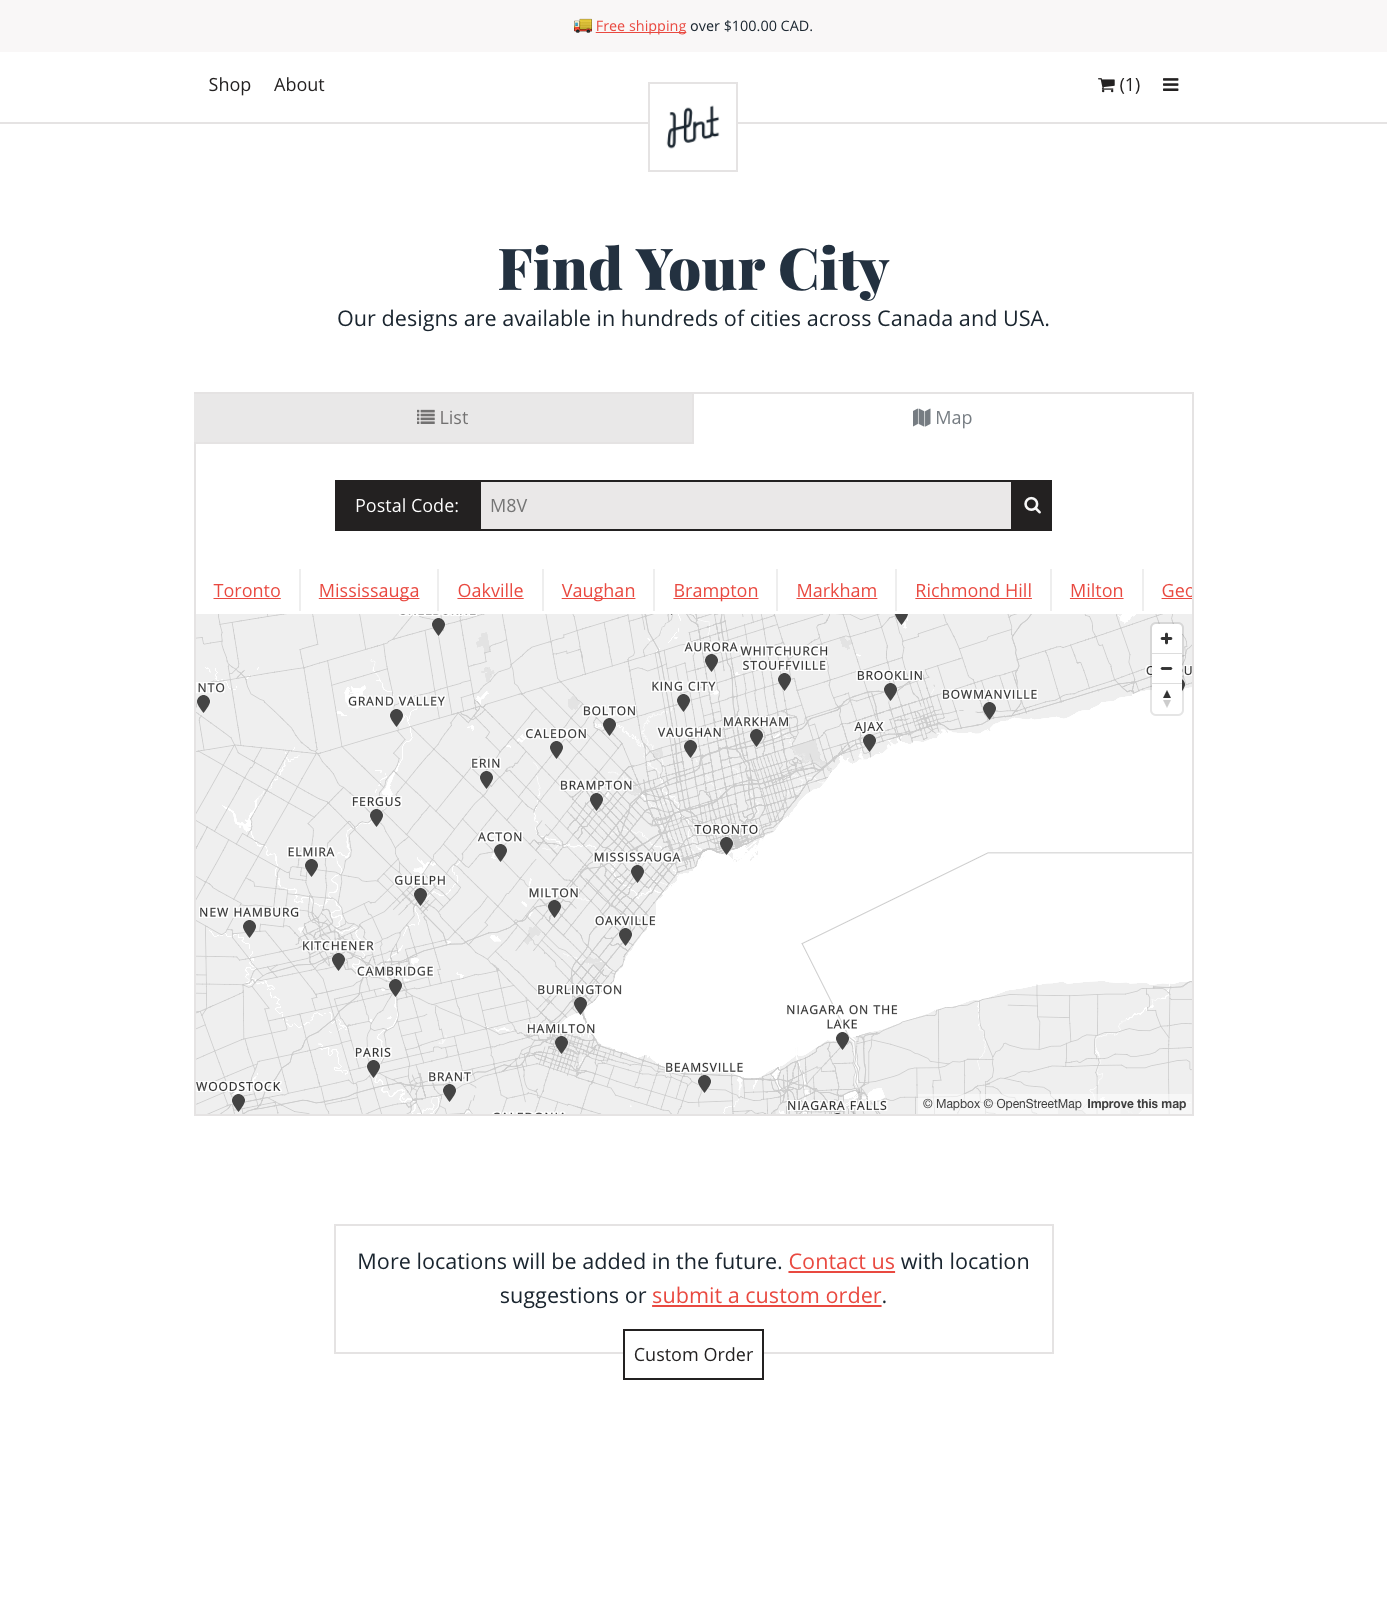 Free shipping over $100.00 CAD.
Shop About
(1)
Hnt
Find Your City
Our designs are available in hundreds of cities across Canada and USA.
List
Map
Postal Code: M8V
Toronto Mississauga Oakville Vaughan Brampton Markham Richmond Hill Milton
AURORA
WHITCHURCH
STOUFFVILLE
BROOKLIN
NTO
KING CITY
BOWMANVILLE
GRAND VALLEY
BOLTON
MARKHAM
CALEDON
VAUGHAN
AJAX
ERIN
BRAMPTON
FERGUS
TORONTO
ACTON
ELMIRA
MISSISSAUGA
GUELPH
MILTON
NEW HAMBURG
OAKVILLE
KITCHENER
CAMBRIDGE
BURLINGTON
NIAGARA ON THE
LAKE
HAMILTON
PARIS
BEAMSVILLE
BRANT
WOODSTOCK
NIAGARA FALLS
© Mapbox © OpenStreetMap Improve this map
More locations will be added in the future. Contact us with location
suggestions or submit a custom order.
Custom Order